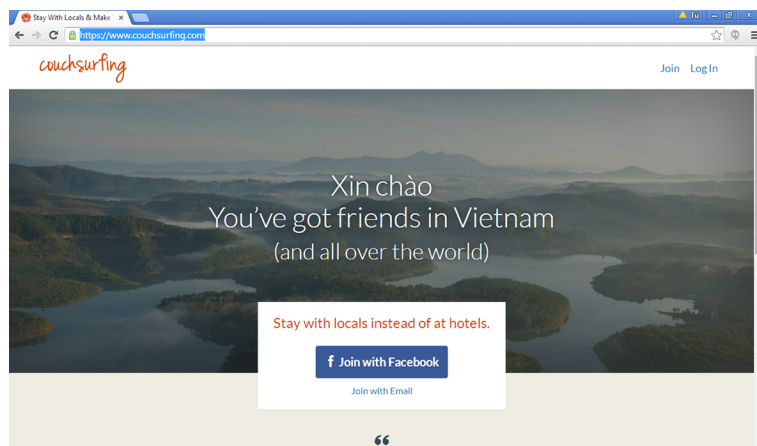 Stay With Locals & Make
Tu
https://www.couchsurfing.com
couchsurfing
Join Log In
Xin chào
You've got friends in Vietnam
(and all over the world)
Stay with locals instead of at hotels.
f Join with Facebook
Join with Email
“